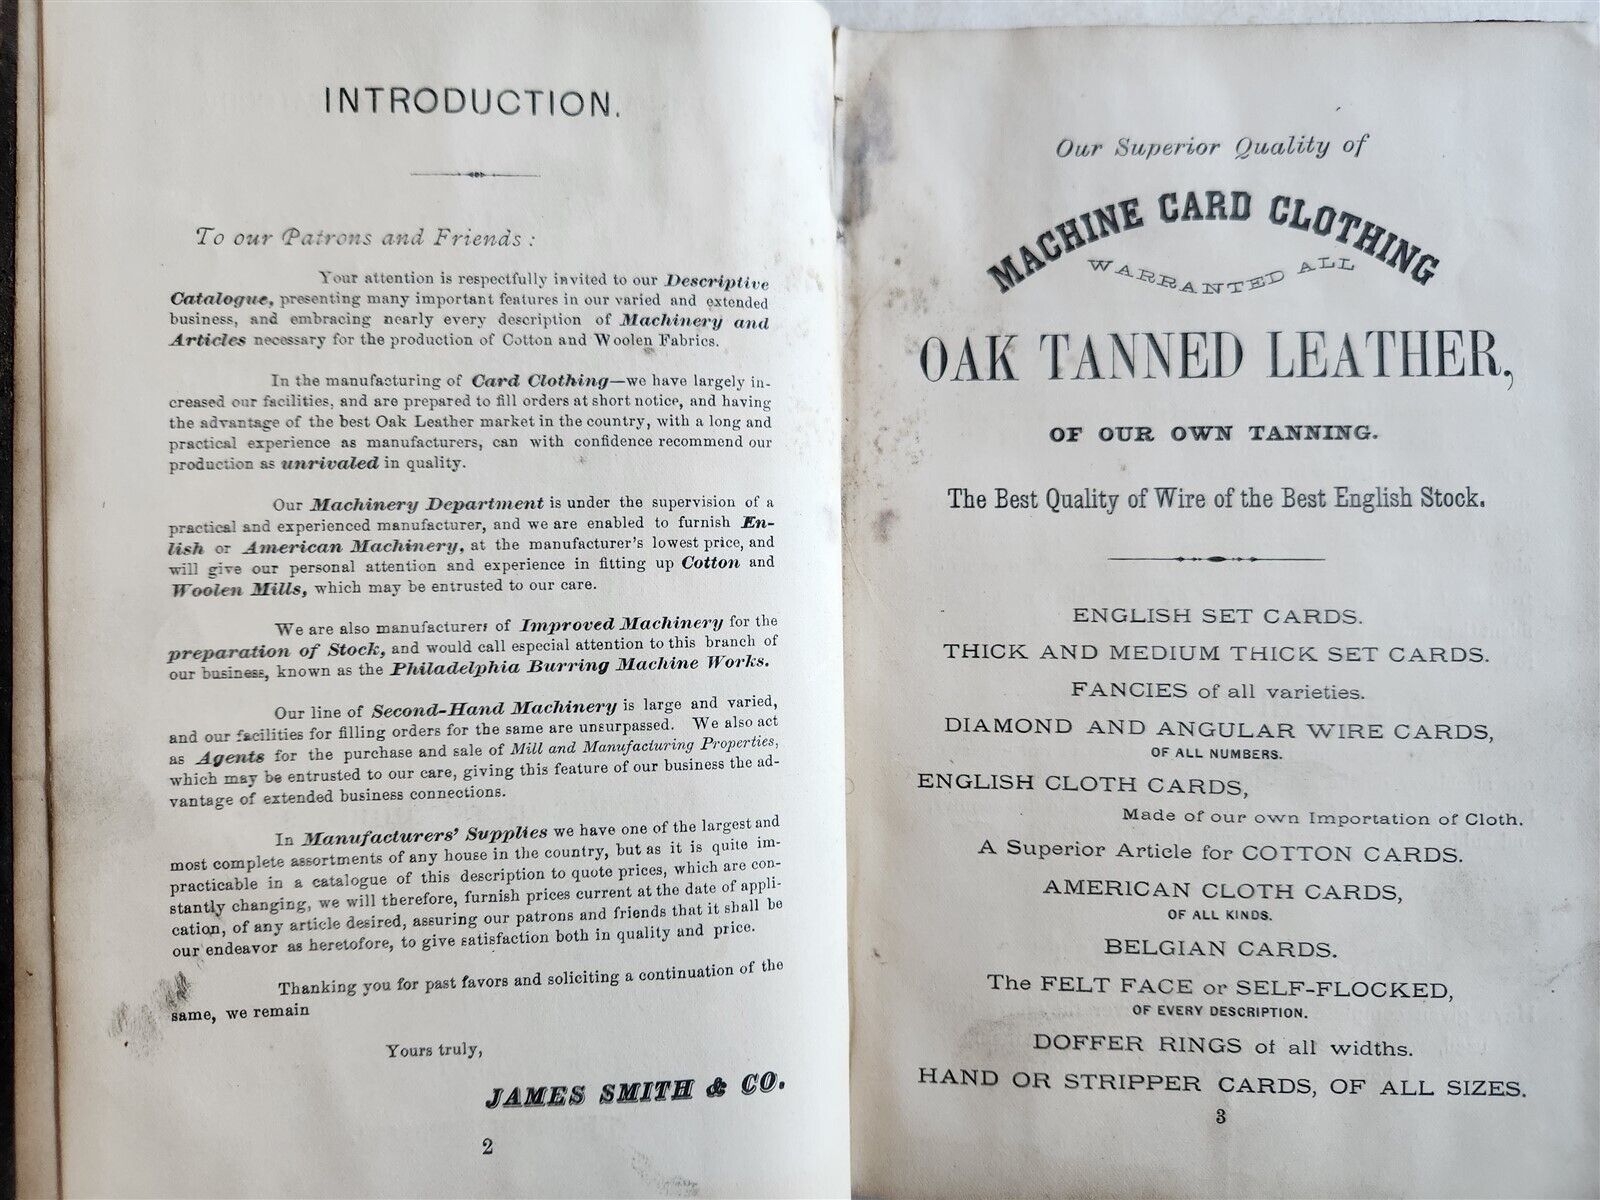 INTRODUCTION.
To our Patrons and Friends:
Your attention is respectfully invited to our Descriptive
Catalogue, presenting many important features in our varied and extended
business, and embracing nearly every description of Machinery and
Articles necessary for the production of Cotton and Woolen Fabrics.
In the manufacturing of Card Clothing—we have largely in-
creased our facilities, and are prepared to fill orders at short notice, and having
the advantage of the best Oak Leather market in the country, with a long and
practical experience as manufacturers, can with confidence recommend our
production as unrivaled in quality.
Our Machinery Department is under the supervision of a
practical and experienced manufacturer, and we are enabled to furnish En-
lish or American Machinery, at the manufacturer's lowest price, and
will give our personal attention and experience in fitting up Cotton and
Woolen Mills, which may be entrusted to our care.
We are also manufacturers of Improved Machinery for the
preparation of Stock, and would call especial attention to this branch of
our business, known as the Philadelphia Burring Machine Works.
Our line of Second-Hand Machinery is large and varied,
and our facilities for filling orders for the same are unsurpassed. We also act
as Agents for the purchase and sale of Mill and Manufacturing Properties,
which may be entrusted to our care, giving this feature of our business the ad-
vantage of extended business connections.
In Manufacturers' Supplies we have one of the largest and
most complete assortments of any house in the country, but as it is quite im-
practicable in a catalogue of this description to quote prices, which are con-
stantly changing, we will therefore, furnish prices current at the date of appli-
cation, of any article desired, assuring our patrons and friends that it shall be
our endeavor as heretofore, to give satisfaction both in quality and price.
Thanking you for past favors and soliciting a continuation of the
same, we remain
Yours truly,
JAMES SMITH & CO.
2
Our Superior Quality of
MACHINE CARD CLOTHING
WARRANTED ALL
OAK TANNED LEATHER,
OF OUR OWN TANNING.
The Best Quality of Wire of the Best English Stock.
ENGLISH SET CARDS.
THICK AND MEDIUM THICK SET CARDS.
FANCIES of all varieties.
DIAMOND AND ANGULAR WIRE CARDS,
OF ALL NUMBERS.
ENGLISH CLOTH CARDS,
Made of our own Importation of Cloth.
A Superior Article for COTTON CARDS.
AMERICAN CLOTH CARDS,
OF ALL KINDS.
BELGIAN CARDS.
The FELT FACE or SELF-FLOCKED,
OF EVERY DESCRIPTION.
DOFFER RINGS of all widths.
HAND OR STRIPPER CARDS, OF ALL SIZES.
3